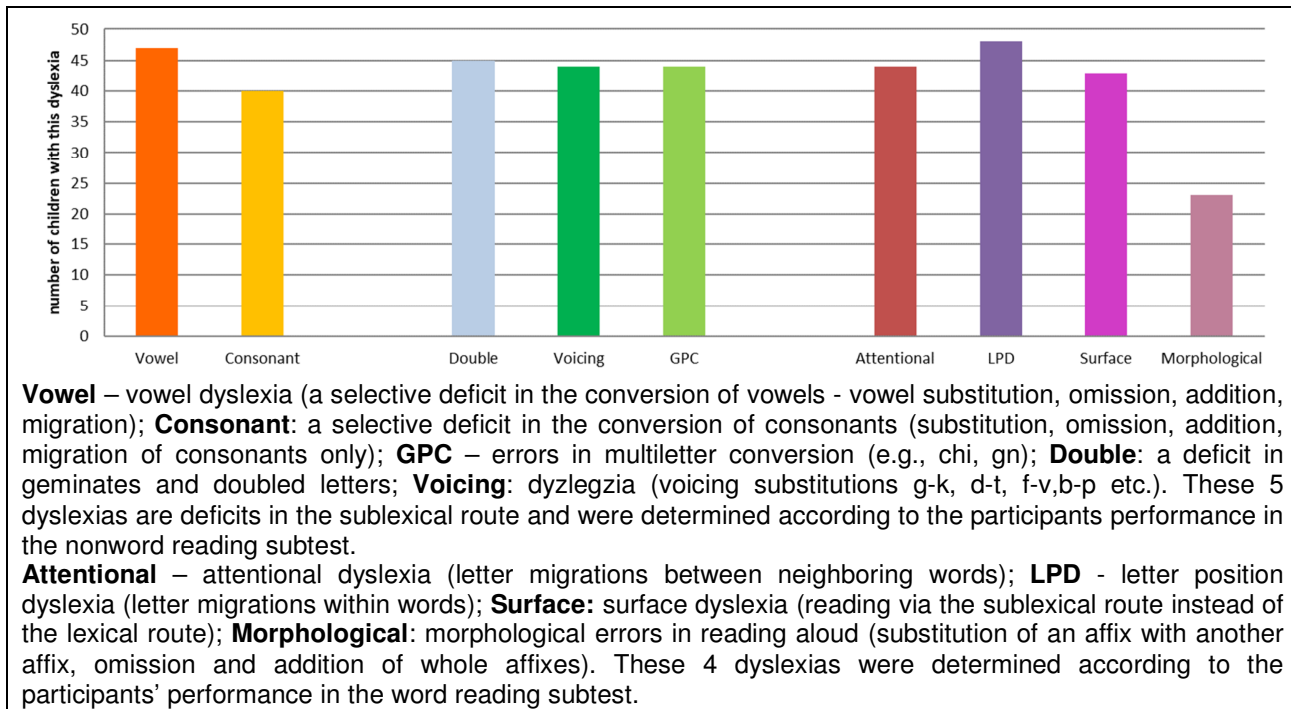 50
45
40
35
30
25
20
15
10
5
0
number of children with this dyslexia
Vowel Consonant Double Voicing GPC Attentional LPD Surface Morphological
Vowel – vowel dyslexia (a selective deficit in the conversion of vowels - vowel substitution, omission, addition,
migration); Consonant: a selective deficit in the conversion of consonants (substitution, omission, addition,
migration of consonants only); GPC – errors in multiletter conversion (e.g., chi, gn); Double: a deficit in
geminates and doubled letters; Voicing: dyzlegzia (voicing substitutions g-k, d-t, f-v,b-p etc.). These 5
dyslexias are deficits in the sublexical route and were determined according to the participants performance in
the nonword reading subtest.
Attentional – attentional dyslexia (letter migrations between neighboring words); LPD - letter position
dyslexia (letter migrations within words); Surface: surface dyslexia (reading via the sublexical route instead of
the lexical route); Morphological: morphological errors in reading aloud (substitution of an affix with another
affix, omission and addition of whole affixes). These 4 dyslexias were determined according to the
participants’ performance in the word reading subtest.